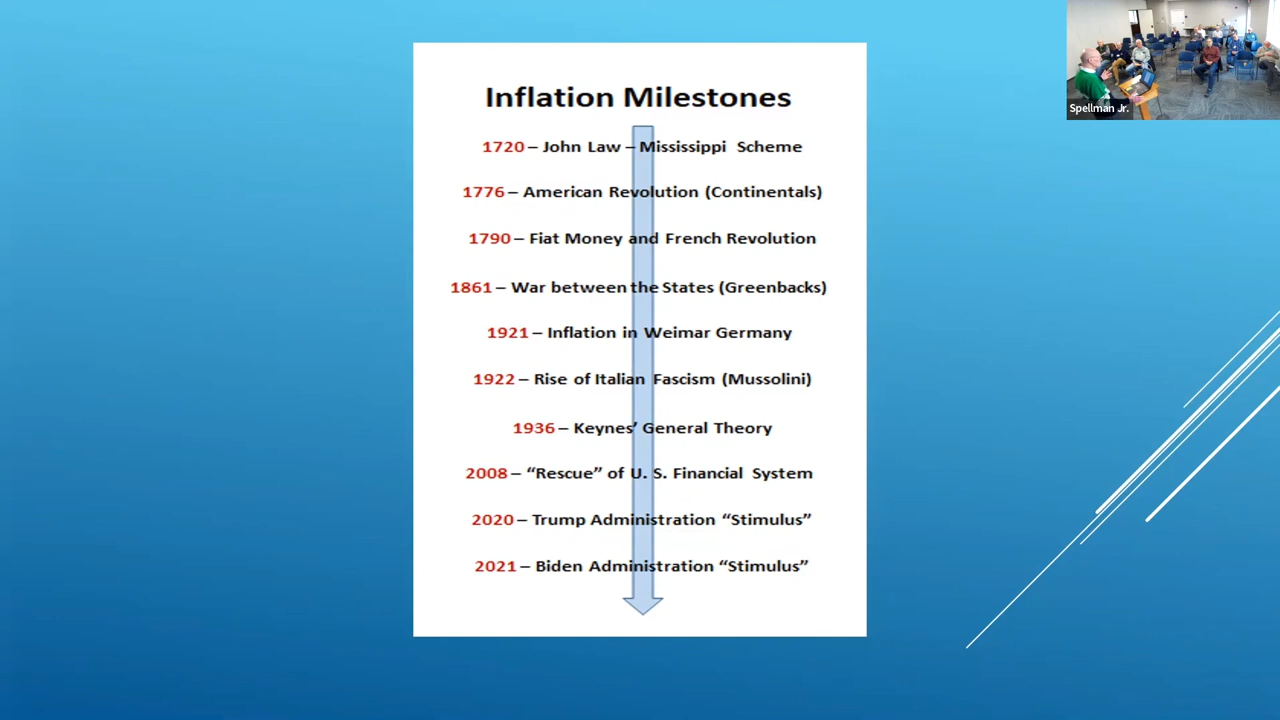 Inflation Milestones
1720 – John Law – Mississippi Scheme
1776 – American Revolution (Continentals)
1790 – Fiat Money and French Revolution
1861 – War between the States (Greenbacks)
1921 – Inflation in Weimar Germany
1922 – Rise of Italian Fascism (Mussolini)
1936 – Keynes’ General Theory
2008 – “Rescue” of U. S. Financial System
2020 – Trump Administration “Stimulus”
2021 – Biden Administration “Stimulus”
Spellman Jr.